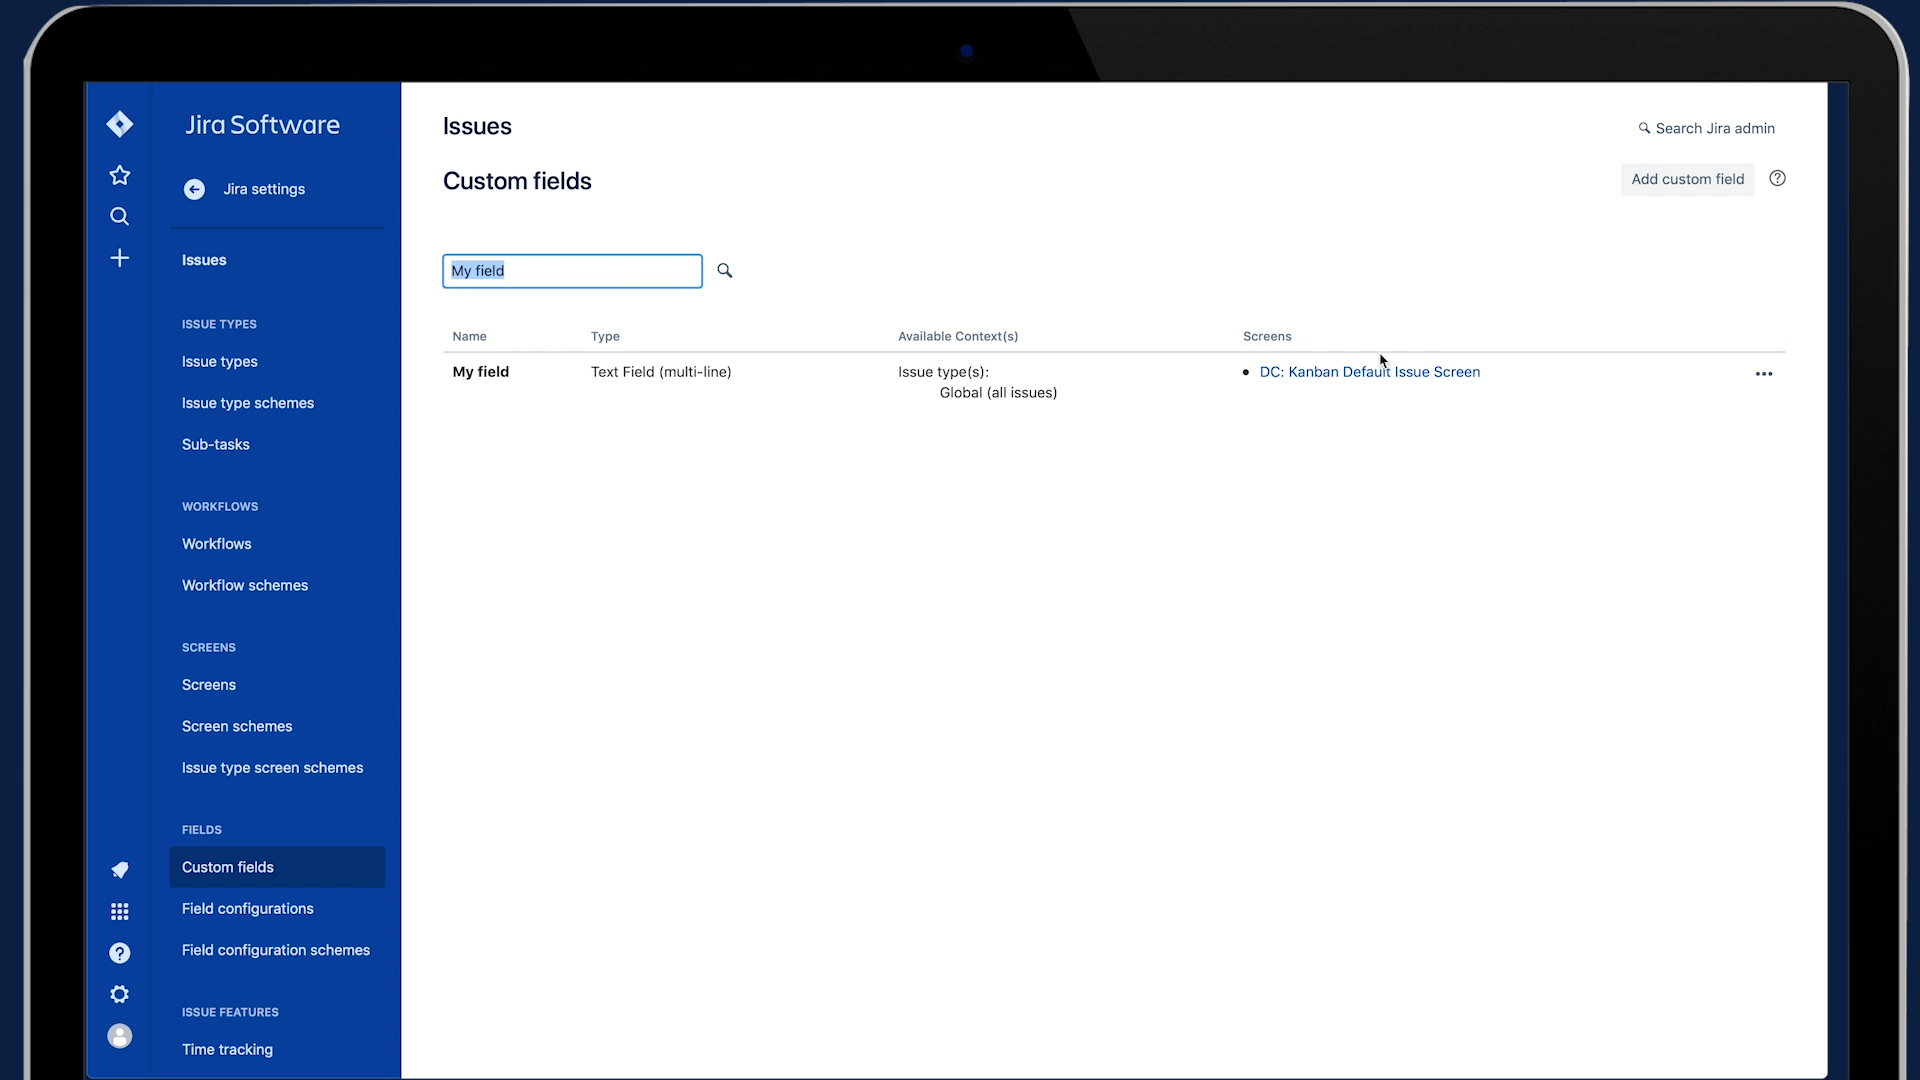 Jira Software
Jira settings
Issues
ISSUE TYPES
Issue types
Issue type schemes
Sub-tasks
WORKFLOWS
Workflows
Workflow schemes
SCREENS
Screens
Screen schemes
Issue type screen schemes
FIELDS
Custom fields
Field configurations
Field configuration schemes
ISSUE FEATURES
Time tracking
Issues
Search Jira admin
Custom fields
Add custom field
My field
Name Type Available Context(s) Screens
My field Text Field (multi-line) Issue type(s): • DC: Kanban Default Issue Screen
Global (all issues)